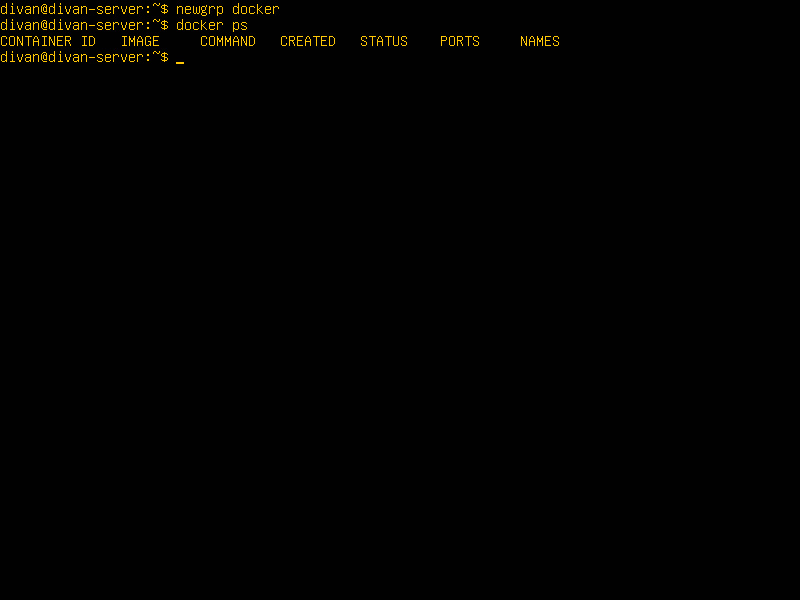 divan@divan-server:~$ newgrp docker
divan@divan-server:~$ docker ps
CONTAINER ID   IMAGE     COMMAND   CREATED   STATUS    PORTS     NAMES
divan@divan-server:~$ _